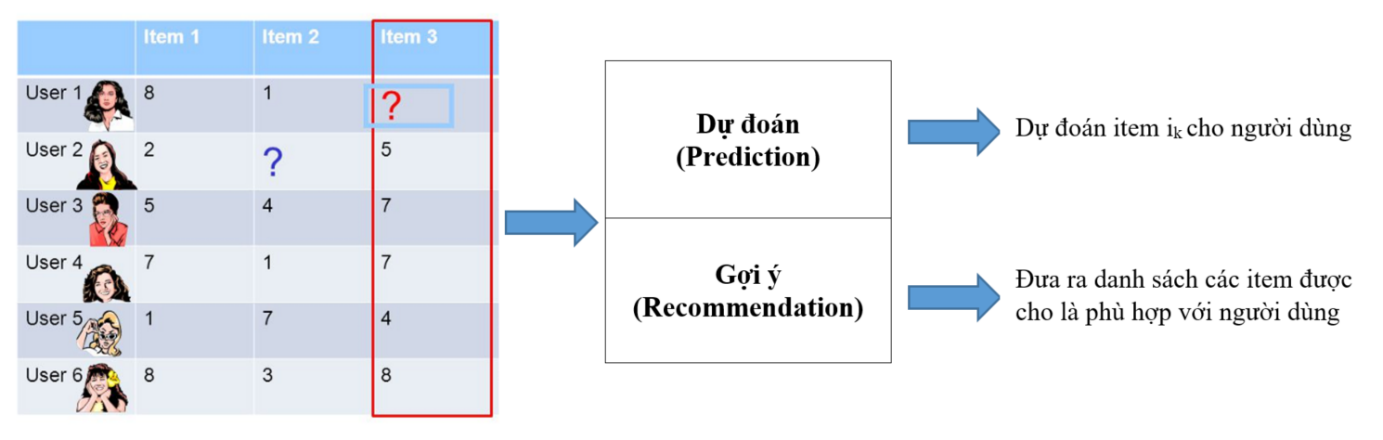 Item 1 Item 2 Item 3
User 1 8 1 ?
User 2 2 ? 5
User 3 5 4 7
User 4 7 1 7
User 5 1 7 4
User 6 8 3 8
Dự đoán
(Prediction)
Gợi ý
(Recommendation)
Dự đoán item iₖ cho người dùng
Đưa ra danh sách các item được
cho là phù hợp với người dùng